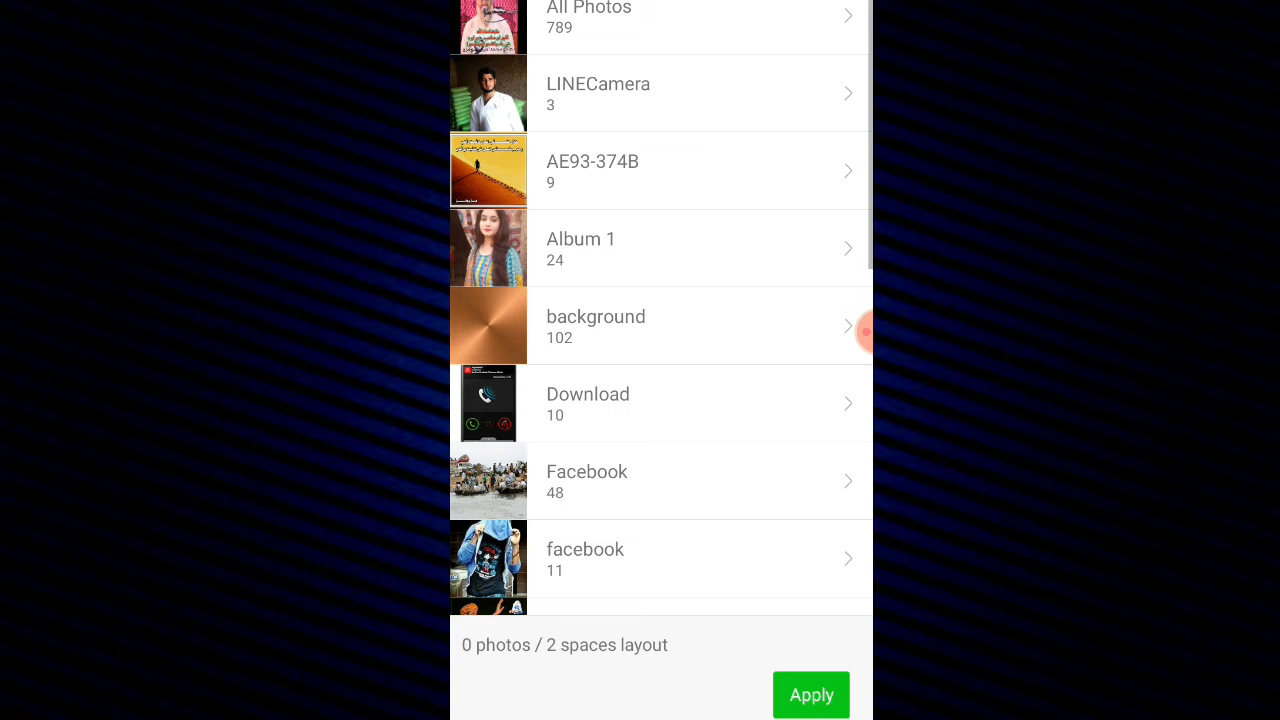 All Photos
789
LINECamera
3
AE93-374B
9
Album 1
24
background
102
Download
10
Facebook
48
facebook
11
0 photos / 2 spaces layout
Apply